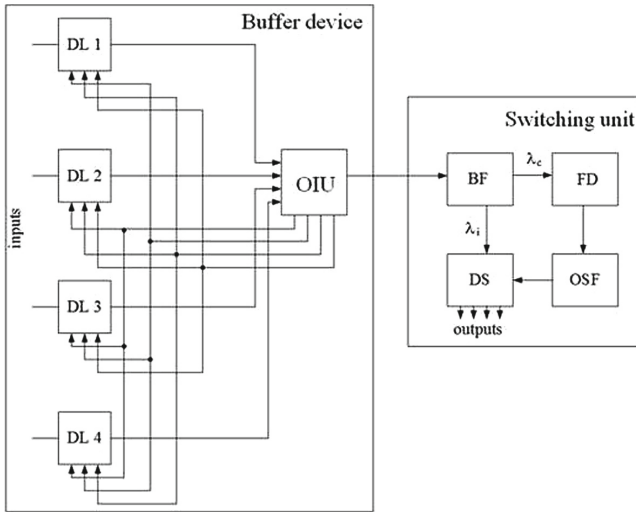 Buffer device
DL 1
DL 2
DL 3
DL 4
inputs
OIU
Switching unit
BF
λc
FD
λi
DS
OSF
outputs